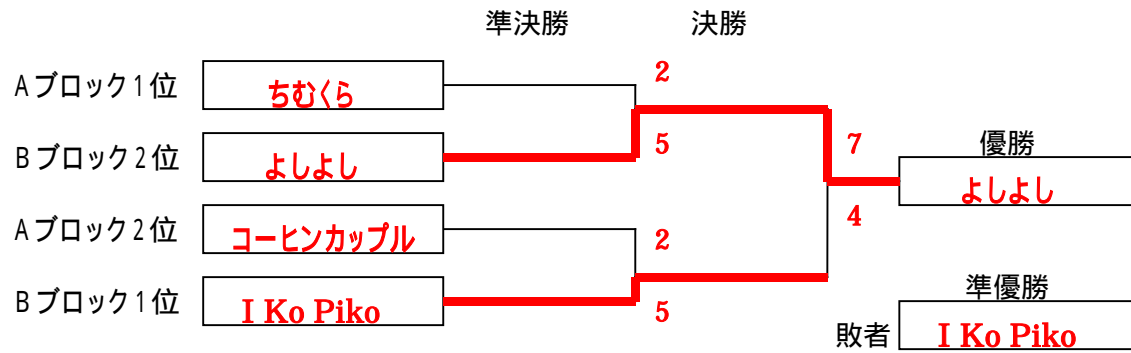 準決勝 決勝
Aブロック1位 ちむくら 2
Bブロック2位 よしよし 5 7 優勝
よしよし
Aブロック2位 コーヒンカップル 2 4
Bブロック1位 I Ko Piko 5 準優勝
敗者 I Ko Piko